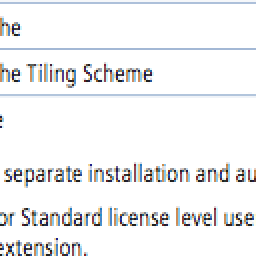 he
he Tiling Scheme
e
separate installation and au
or Standard license level use
extension.